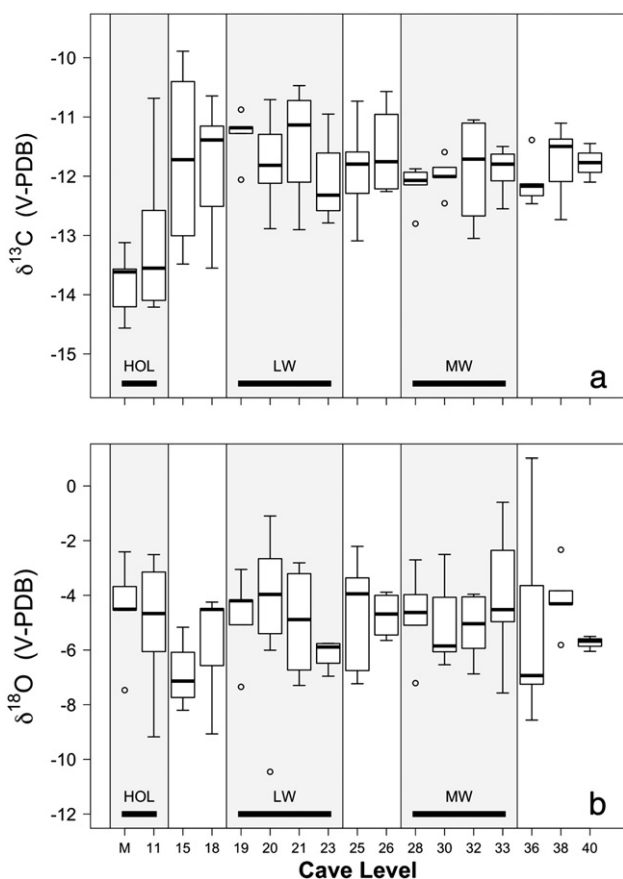 -10
-11
-12
-13
-14
-15
δ13C (V-PDB)
HOL LW MW
a
0
-2
-4
-6
-8
-10
-12
δ18O (V-PDB)
HOL LW MW
b
M 11 15 18 19 20 21 23 25 26 28 30 32 33 36 38 40
Cave Level